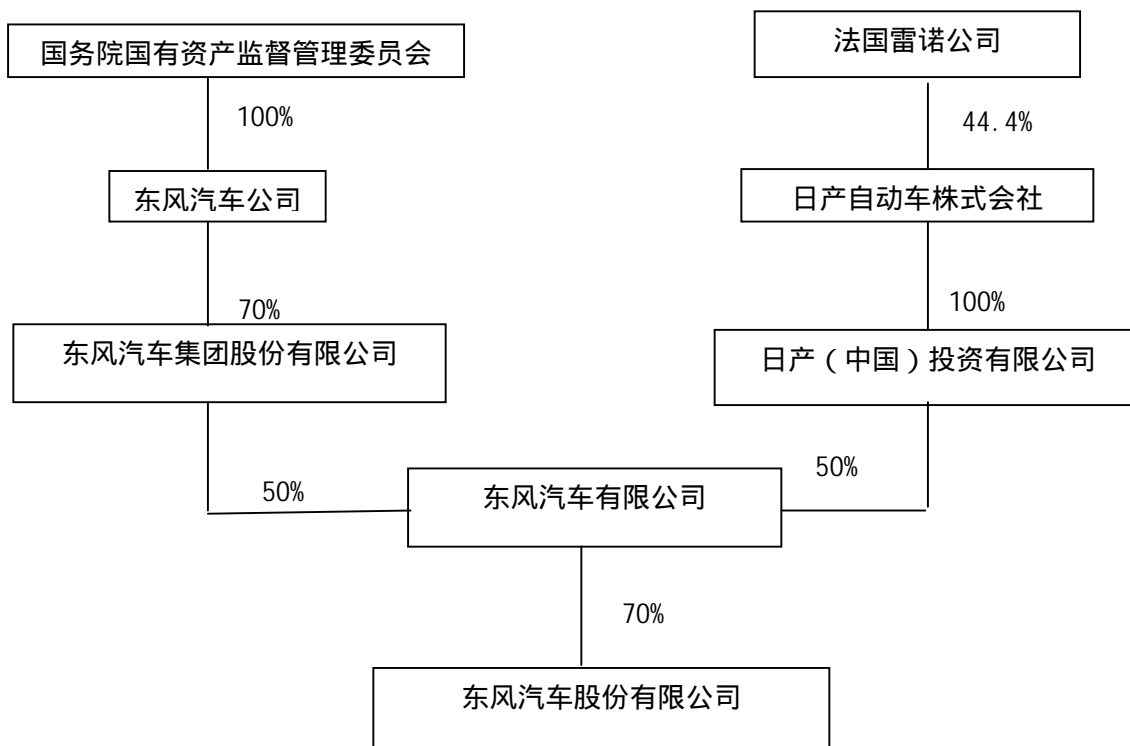 国务院国有资产监督管理委员会
法国雷诺公司
100%
44.4%
东风汽车公司
日产自动车株式会社
70%
100%
东风汽车集团股份有限公司
日产（中国）投资有限公司
50%
50%
东风汽车有限公司
70%
东风汽车股份有限公司